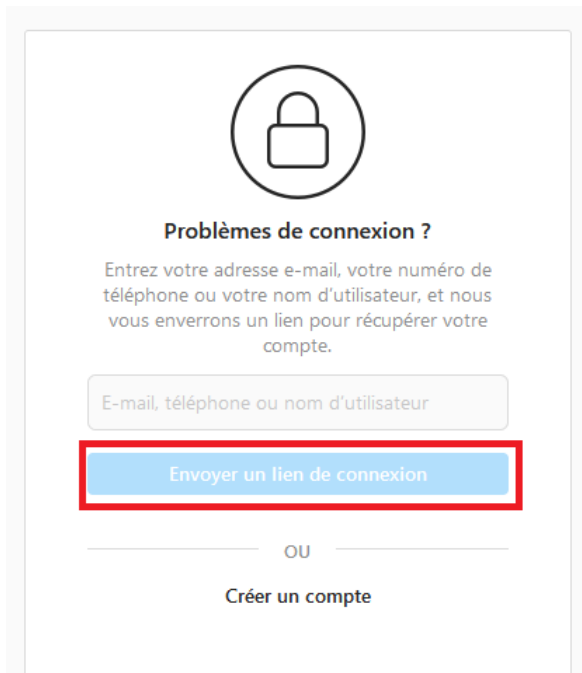 Problèmes de connexion ?
Entrez votre adresse e-mail, votre numéro de
téléphone ou votre nom d'utilisateur, et nous
vous enverrons un lien pour récupérer votre
compte.
E-mail, téléphone ou nom d'utilisateur
Envoyer un lien de connexion
OU
Créer un compte